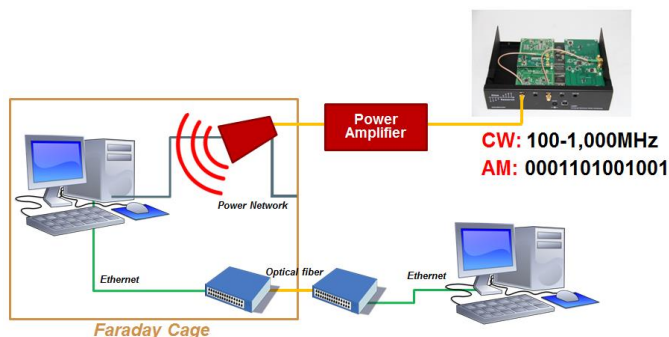 Power
Amplifier
CW: 100-1,000MHz
AM: 0001101001001
Power Network
Ethernet
Optical fiber
Ethernet
Faraday Cage